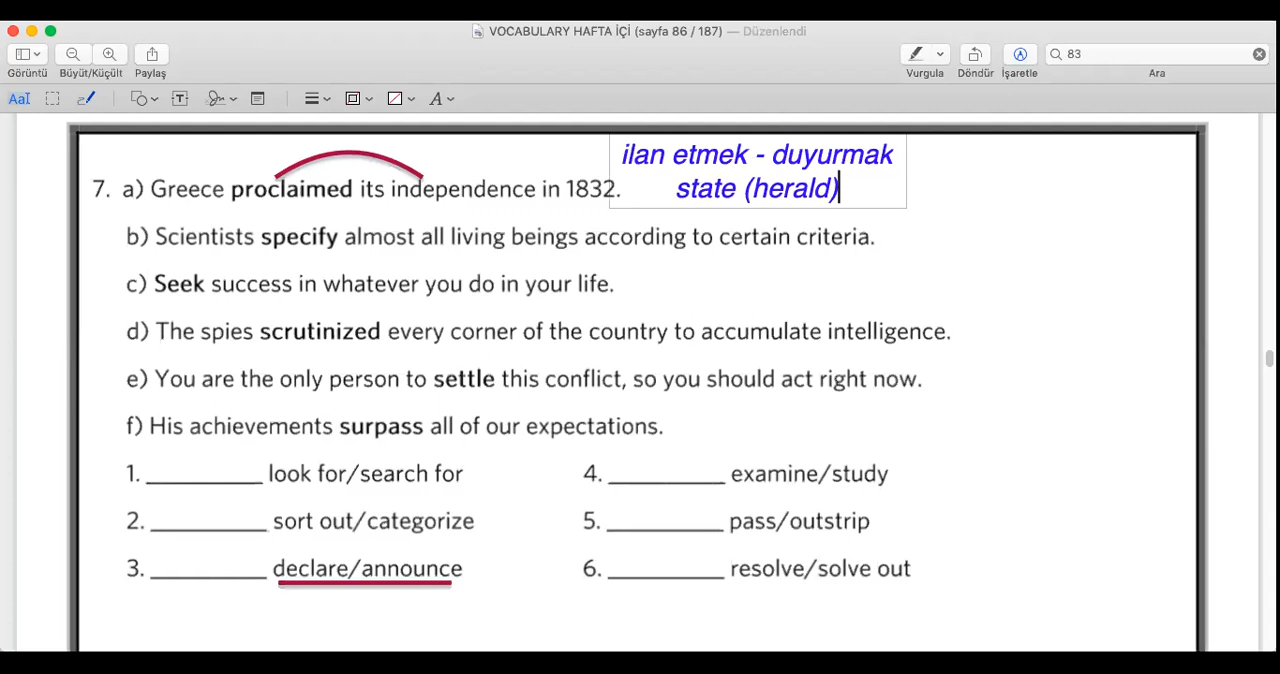 VOCABULARY HAFTA İÇİ (sayfa 86 / 187) — Düzenlendi
83
Görüntü Büyüt/Küçült Paylaş Vurgula Döndür İşaretle Ara
AaI T A
ilan etmek - duyurmak
state (herald)
7. a) Greece proclaimed its independence in 1832.
b) Scientists specify almost all living beings according to certain criteria.
c) Seek success in whatever you do in your life.
d) The spies scrutinized every corner of the country to accumulate intelligence.
e) You are the only person to settle this conflict, so you should act right now.
f) His achievements surpass all of our expectations.
1. __________ look for/search for 4. __________ examine/study
2. __________ sort out/categorize 5. __________ pass/outstrip
3. __________ declare/announce 6. __________ resolve/solve out